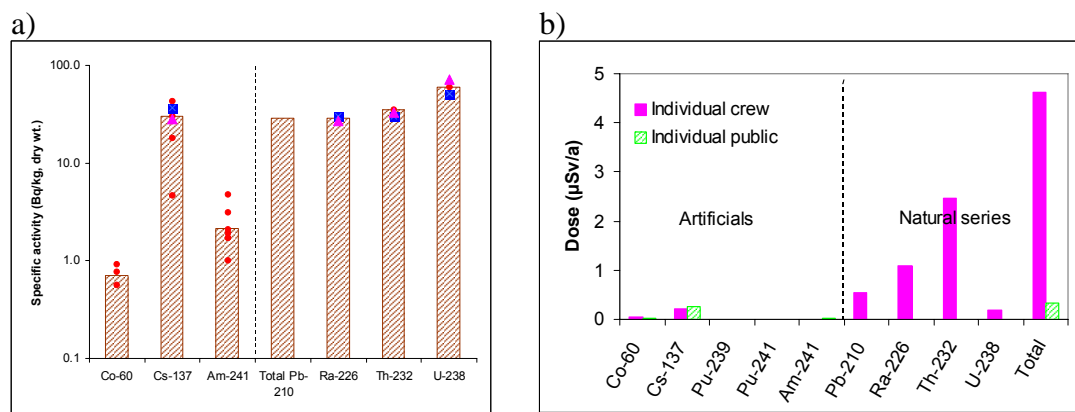 a)
Specific activity (Bq/kg, dry wt.)
100.0
10.0
1.0
0.1
Co-60
Cs-137
Am-241
Total Pb-
210
Ra-226
Th-232
U-238
b)
Dose (µSv/a)
5
4
3
2
1
0
Individual crew
Individual public
Artificials
Natural series
Co-60
Cs-137
Pu-239
Pu-241
Am-241
Pb-210
Ra-226
Th-232
U-238
Total